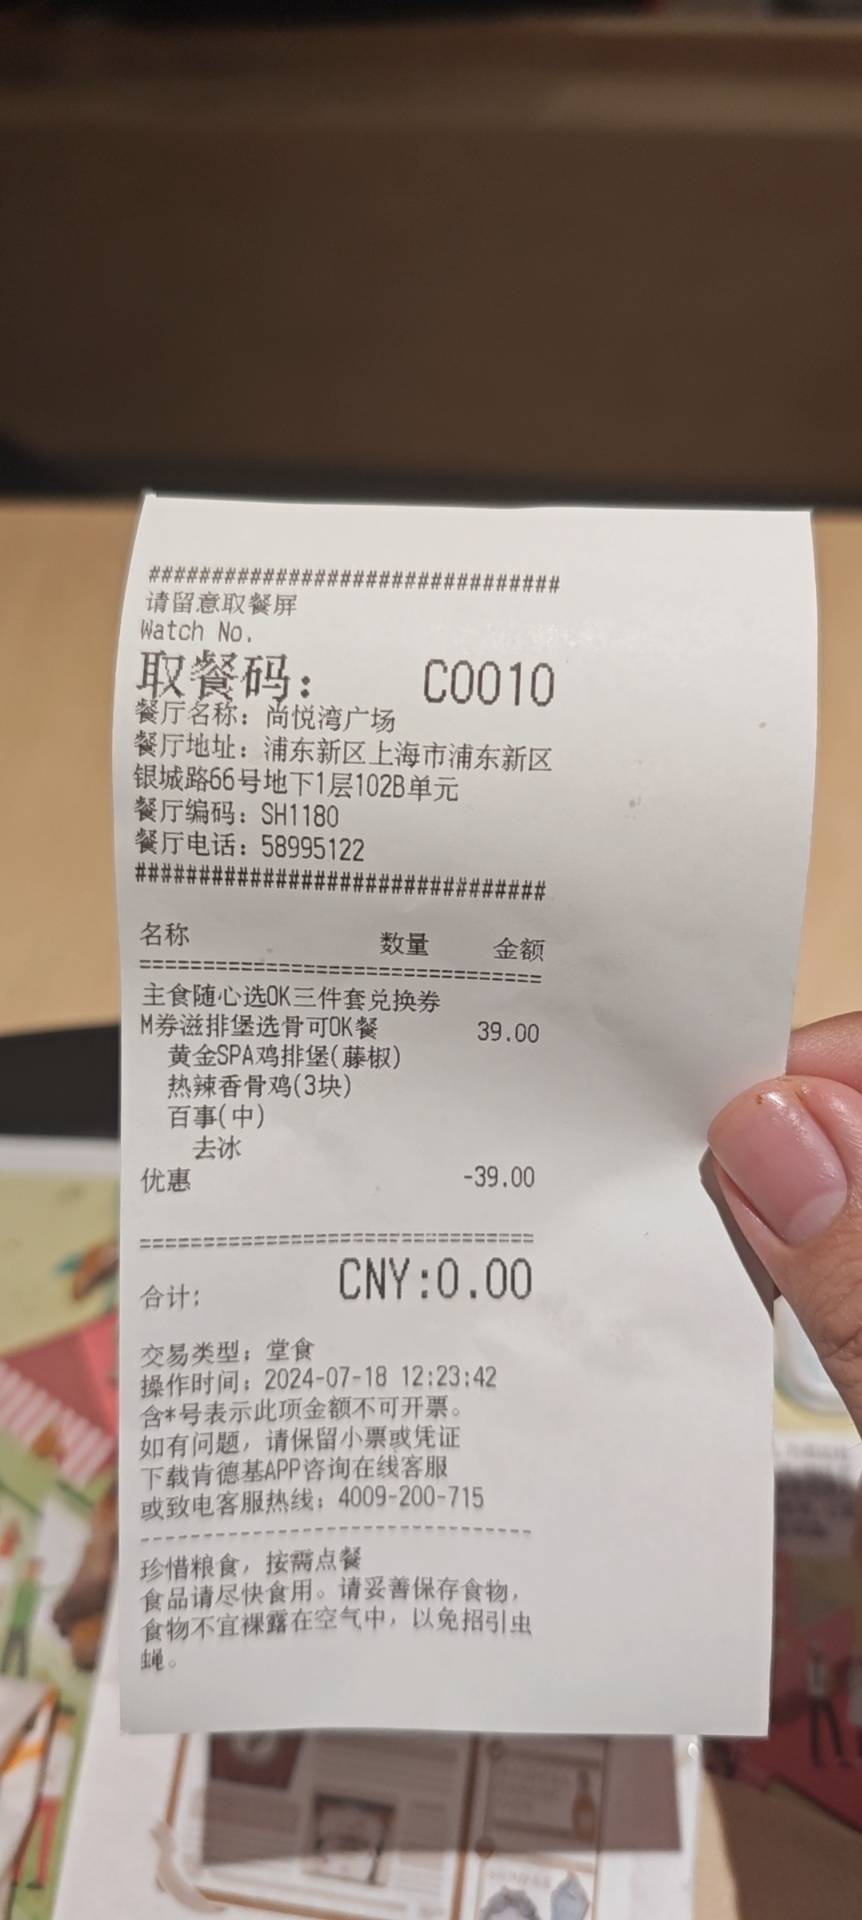 ################################
请留意取餐屏
Watch No.
取餐码： C0010
餐厅名称：尚悦湾广场
餐厅地址：浦东新区上海市浦东新区
银城路66号地下1层102B单元
餐厅编码：SH1180
餐厅电话：58995122
################################
名称 数量 金额
================================
主食随心选OK三件套兑换券
M券滋排堡选骨可OK餐 39.00
黄金SPA鸡排堡(藤椒)
热辣香骨鸡(3块)
百事(中)
去冰
优惠 -39.00
================================
合计： CNY:0.00
交易类型：堂食
操作时间：2024-07-18 12:23:42
含*号表示此项金额不可开票。
如有问题，请保留小票或凭证
下载肯德基APP咨询在线客服
或致电客服热线：4009-200-715
--------------------------------
珍惜粮食，按需点餐
食品请尽快食用。请妥善保存食物，
食物不宜裸露在空气中，以免招引虫
蝇。